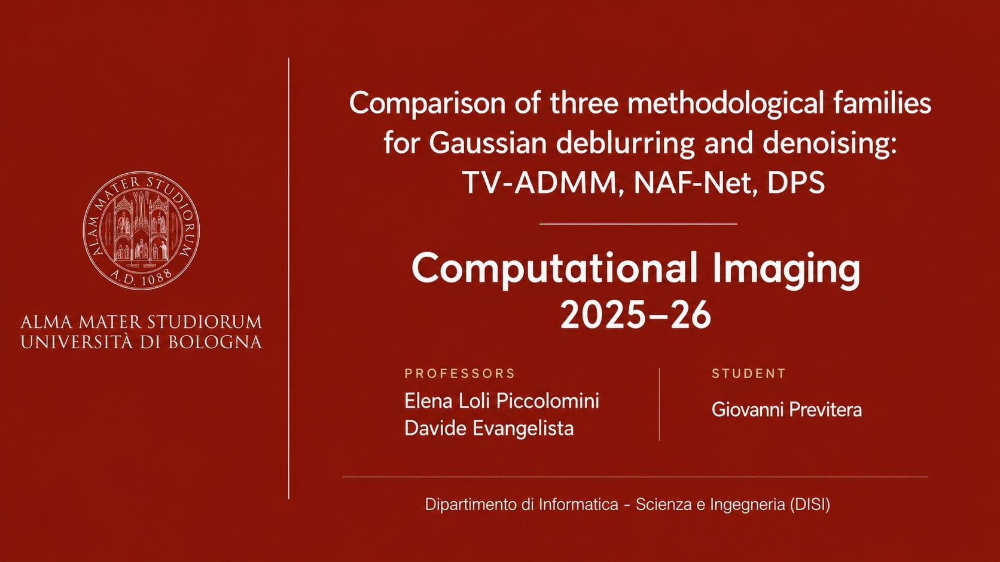 ALAM MATER STUDIORUM
A.D. 1088
ALMA MATER STUDIORUM
UNIVERSITÀ DI BOLOGNA
Comparison of three methodological families
for Gaussian deblurring and denoising:
TV-ADMM, NAF-Net, DPS
Computational Imaging
2025–26
PROFESSORS
Elena Loli Piccolomini
Davide Evangelista
STUDENT
Giovanni Previtera
Dipartimento di Informatica - Scienza e Ingegneria (DISI)